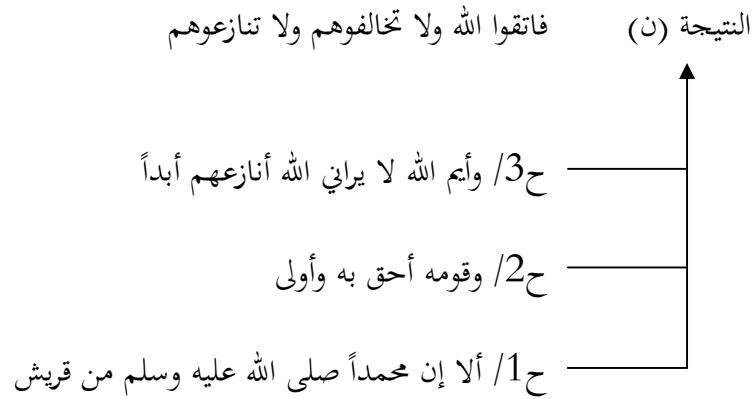 النتيجة (ن) فاتقوا الله ولا تخالفوهم ولا تنازعوهم
ح3/ وأيم الله لا يراني الله أنازعهم أبداً
ح2/ وقومه أحق به وأولى
ح1/ ألا إن محمداً صلى الله عليه وسلم من قريش